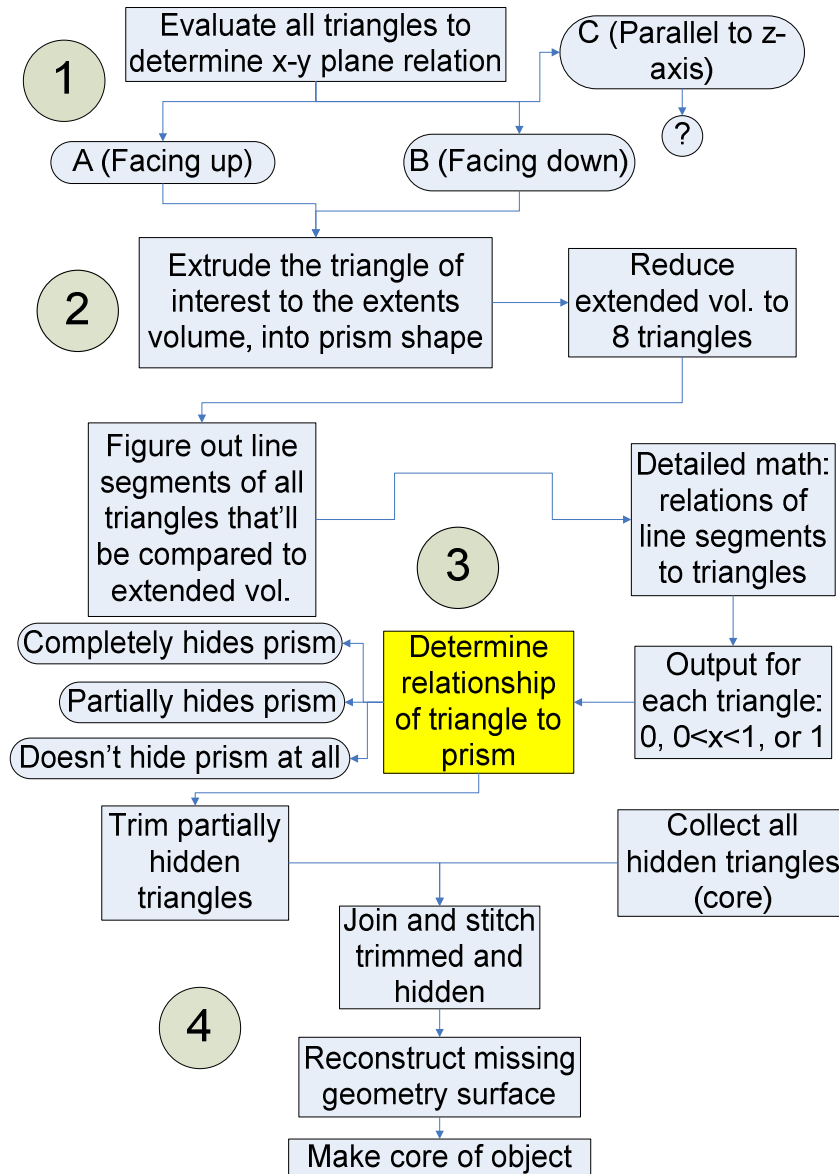 1
Evaluate all triangles to
determine x-y plane relation
C (Parallel to z-
axis)
?
A (Facing up)
B (Facing down)
2
Extrude the triangle of
interest to the extents
volume, into prism shape
Reduce
extended vol. to
8 triangles
Figure out line
segments of all
triangles that'll
be compared to
extended vol.
Detailed math:
relations of
line segments
to triangles
3
Completely hides prism
Partially hides prism
Doesn't hide prism at all
Determine
relationship
of triangle to
prism
Output for
each triangle:
0, 0<x<1, or 1
Trim partially
hidden
triangles
Collect all
hidden triangles
(core)
Join and stitch
trimmed and
hidden
4
Reconstruct missing
geometry surface
Make core of object